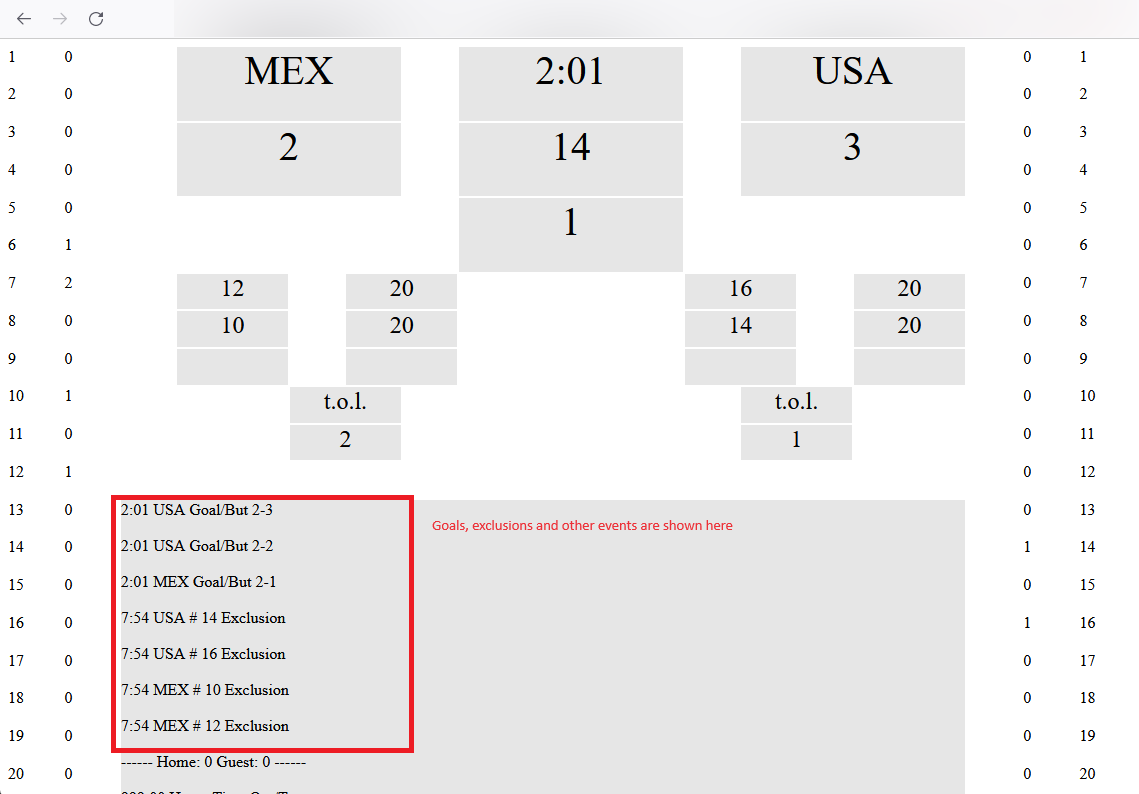 1 0 MEX 2:01 USA 0 1
2 0 0 2
3 0 2 14 3 0 3
4 0 0 4
5 0 1 0 5
6 1 0 6
7 2 12 20 16 20 0 7
8 0 10 20 14 20 0 8
9 0 0 9
10 1 t.o.l. t.o.l. 0 10
11 0 2 1 0 11
12 1 0 12
13 0 2:01 USA Goal/But 2-3 0 13
Goals, exclusions and other events are shown here
14 0 2:01 USA Goal/But 2-2 1 14
15 0 2:01 MEX Goal/But 2-1 0 15
16 0 7:54 USA # 14 Exclusion 1 16
17 0 7:54 USA # 16 Exclusion 0 17
18 0 7:54 MEX # 10 Exclusion 0 18
19 0 7:54 MEX # 12 Exclusion 0 19
------ Home: 0 Guest: 0 ------
20 0 0 20